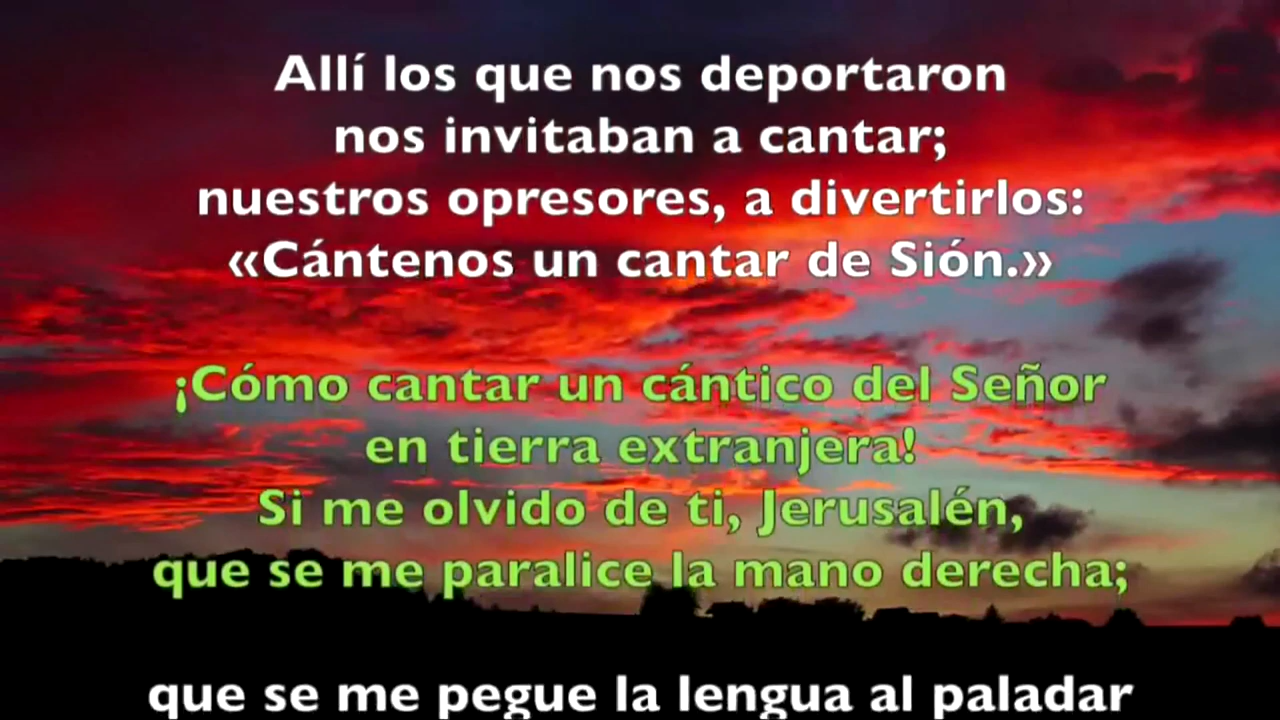 Allí los que nos deportaron
nos invitaban a cantar;
nuestros opresores, a divertirlos:
«Cántenos un cantar de Sión.»
¡Cómo cantar un cántico del Señor
en tierra extranjera!
Si me olvido de ti, Jerusalén,
que se me paralice la mano derecha;
que se me pegue la lengua al paladar